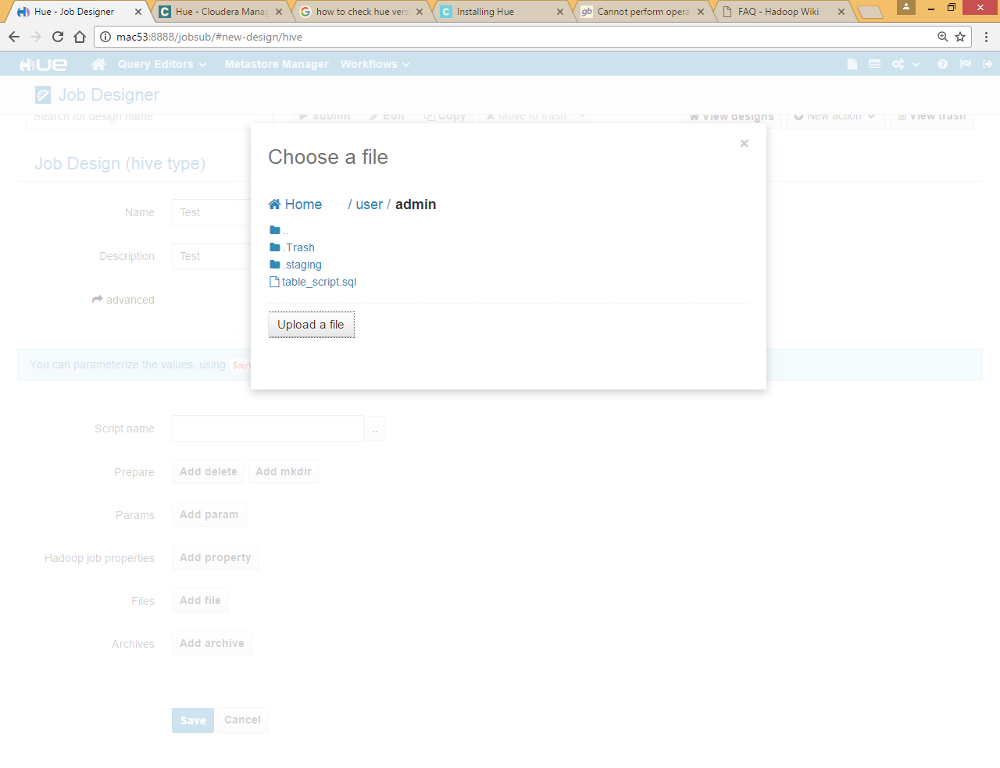 Hue - Job Designer
Hue - Cloudera Manag
how to check hue vers
Installing Hue
Cannot perform opera
FAQ - Hadoop Wiki
mac53:8888/jobsub/#new-design/hive
HUE Query Editors Metastore Manager Workflows
Job Designer
Search for design name Submit Edit Copy Move to trash View designs New action View trash
Choose a file ×
Job Design (hive type)
Home / user / admin
Name Test
..
.Trash
Description Test
.staging
table_script.sql
advanced
Upload a file
You can parameterize the values, using
Script name ..
Prepare Add delete Add mkdir
Params Add param
Hadoop job properties Add property
Files Add file
Archives Add archive
Save Cancel